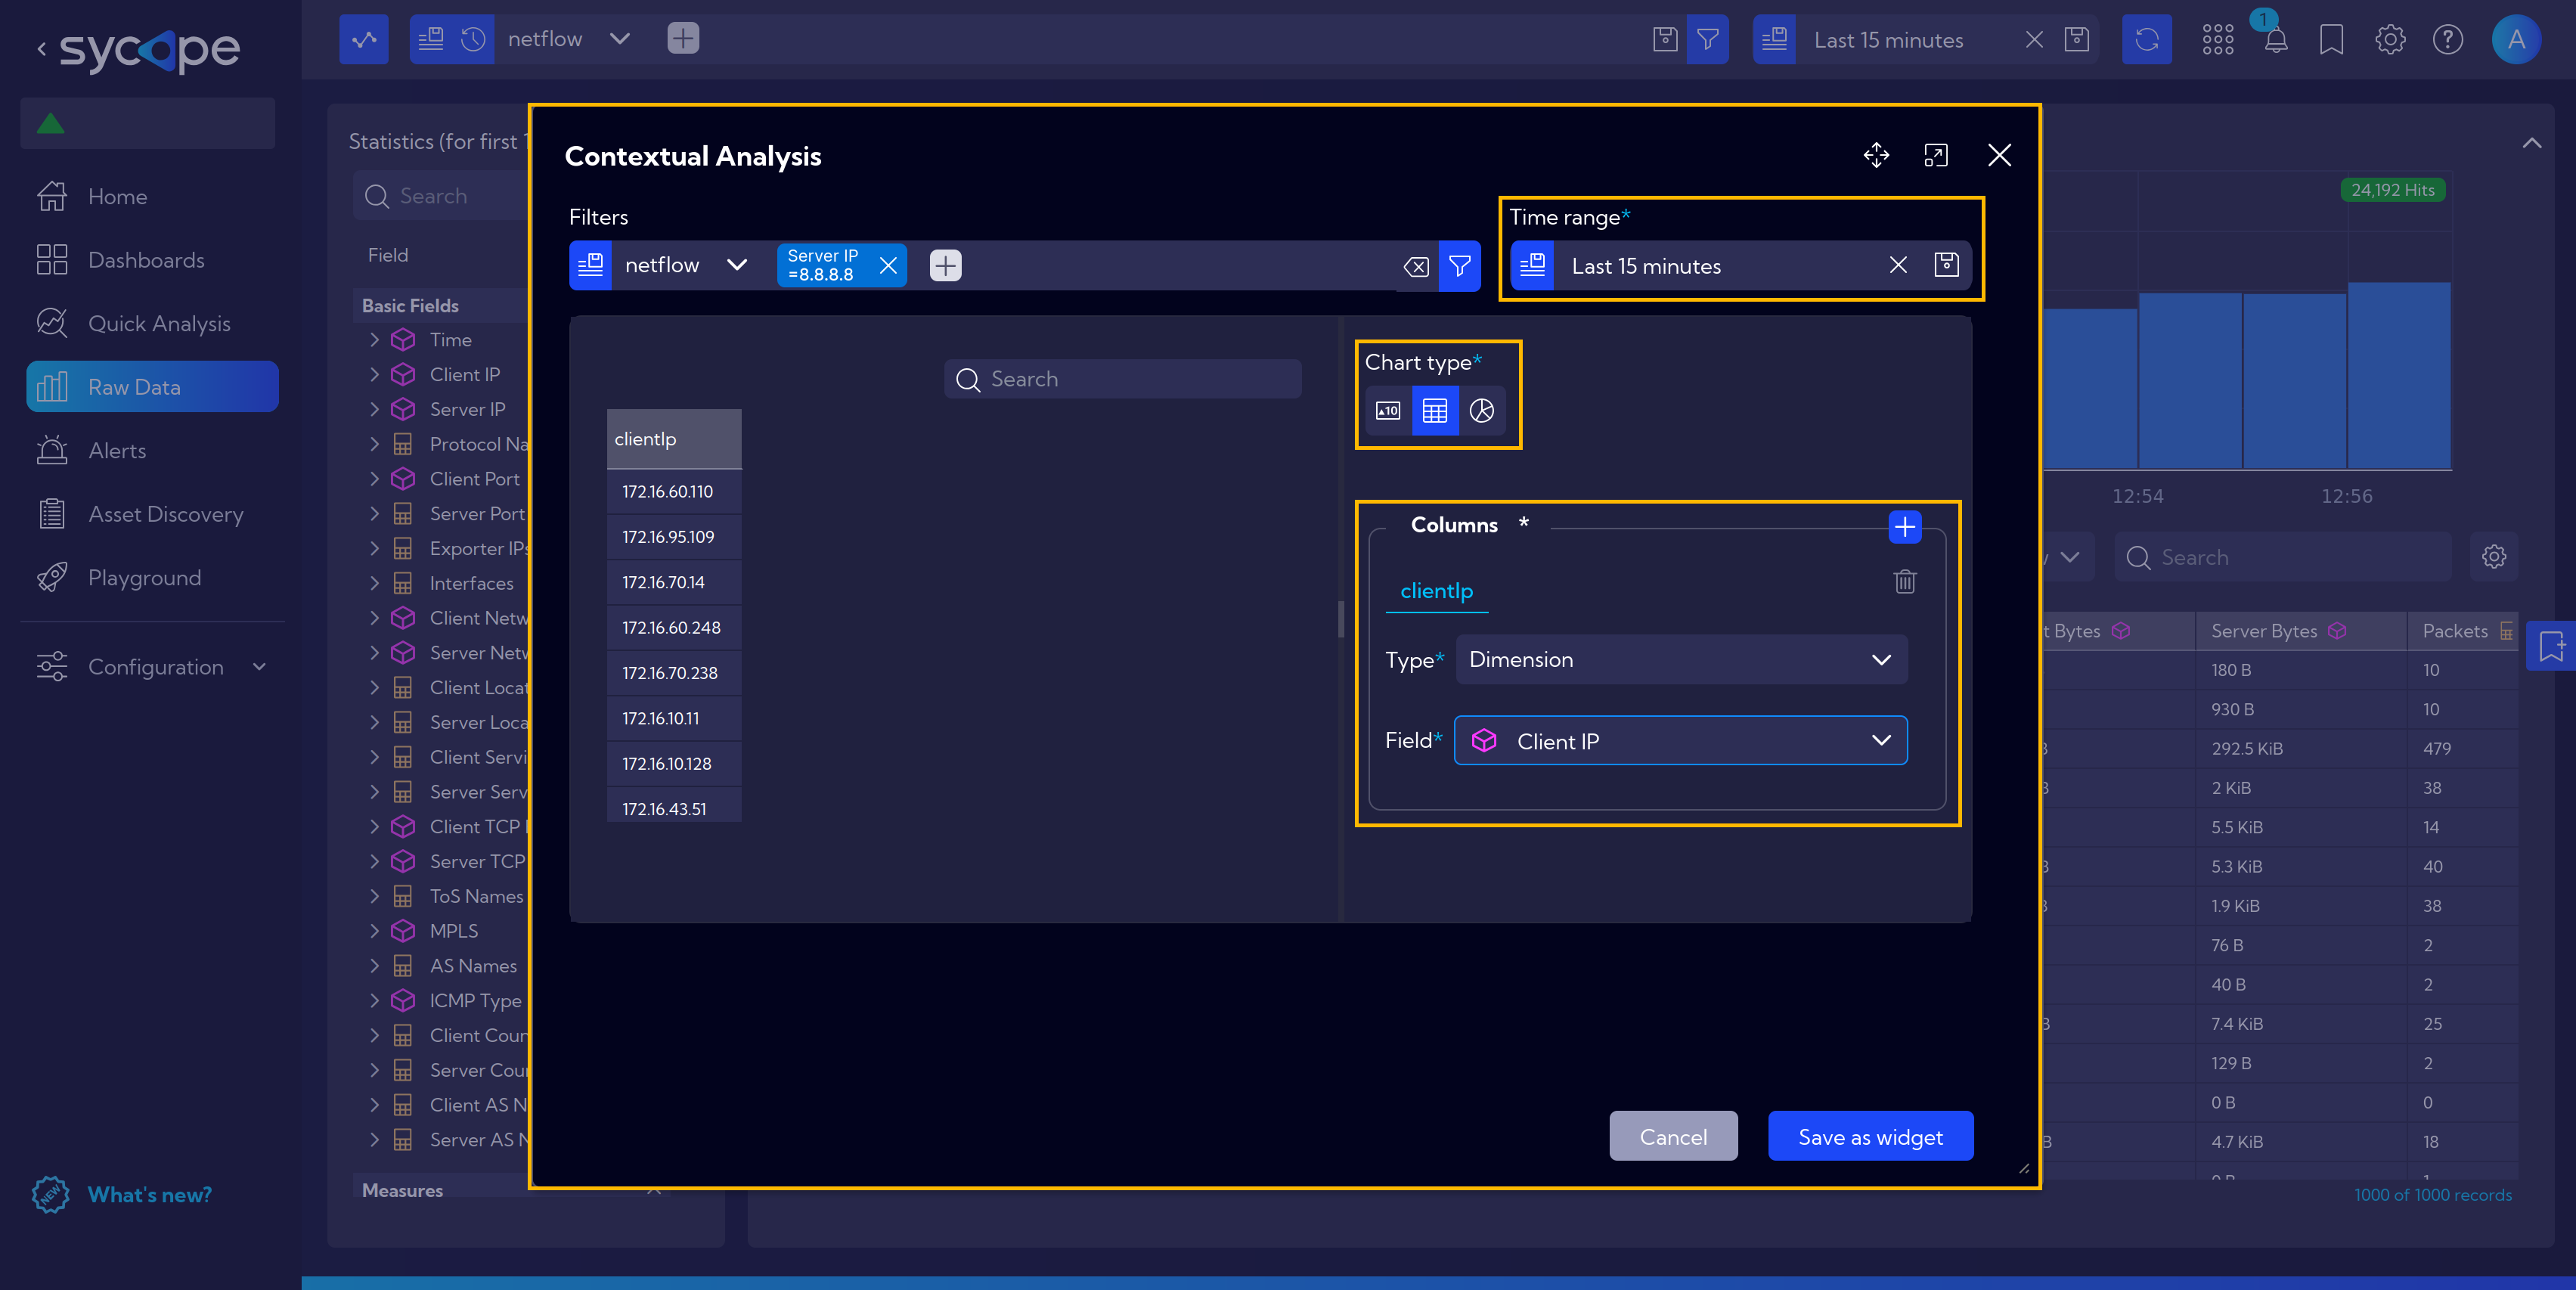 sycope
netflow
Last 15 minutes
1
A
Home
Dashboards
Quick Analysis
Raw Data
Alerts
Asset Discovery
Playground
Configuration
NEW
What's new?
Statistics (for first
Search
Field
Basic Fields
Time
Client IP
Server IP
Protocol Na
Client Port
Server Port
Exporter IPs
Interfaces
Client Netw
Server Netw
Client Locat
Server Loca
Client Servi
Server Serv
Client TCP
Server TCP
ToS Names
MPLS
AS Names
ICMP Type
Client Coun
Server Cour
Client AS N
Server AS N
Measures
Contextual Analysis
Filters
netflow
Server IP
=8.8.8.8
Time range*
Last 15 minutes
Search
clientIp
172.16.60.110
172.16.95.109
172.16.70.14
172.16.60.248
172.16.70.238
172.16.10.11
172.16.10.128
172.16.43.51
Chart type*
10
Columns *
clientIp
Type* Dimension
Field* Client IP
Cancel
Save as widget
24,192 Hits
12:54
12:56
Search
t Bytes
Server Bytes
Packets
180 B
10
930 B
10
292.5 KiB
479
2 KiB
38
5.5 KiB
14
5.3 KiB
40
1.9 KiB
38
76 B
2
40 B
2
7.4 KiB
25
129 B
2
0 B
0
4.7 KiB
18
1000 of 1000 records